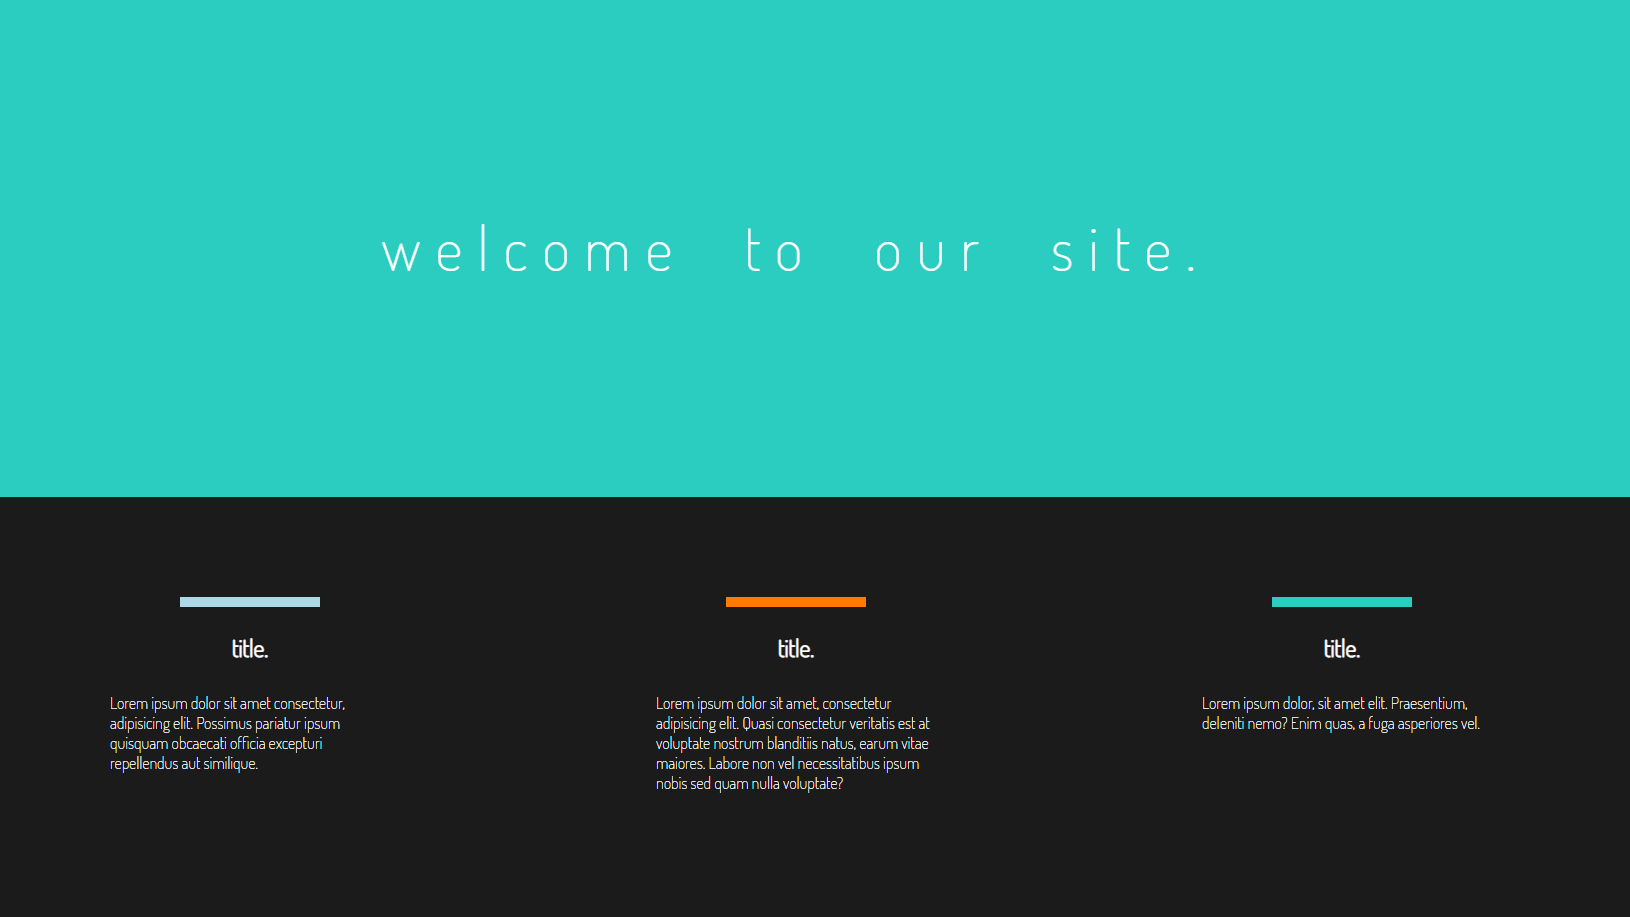 welcome to our site.
title.
Lorem ipsum dolor sit amet consectetur,
adipisicing elit. Possimus pariatur ipsum
quisquam obcaecati officia excepturi
repellendus aut similique.
title.
Lorem ipsum dolor sit amet, consectetur
adipisicing elit. Quasi consectetur veritatis est at
voluptate nostrum blanditiis natus, earum vitae
maiores. Labore non vel necessitatibus ipsum
nobis sed quam nulla voluptate?
title.
Lorem ipsum dolor, sit amet elit. Praesentium,
deleniti nemo? Enim quas, a fuga asperiores vel.